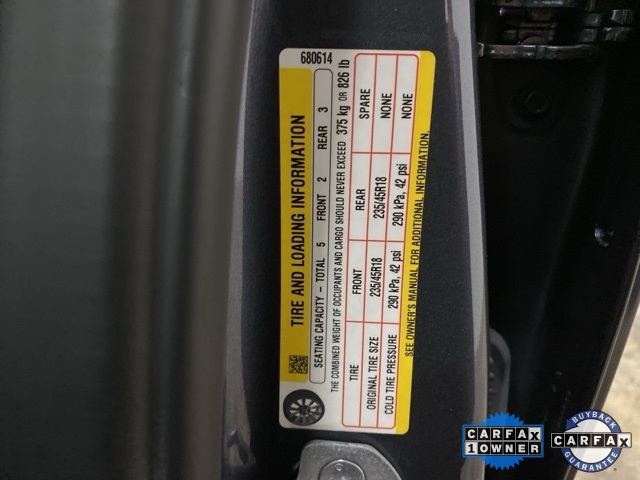 680614
TIRE AND LOADING INFORMATION
SEATING CAPACITY – TOTAL 5 FRONT 2 REAR 3
THE COMBINED WEIGHT OF OCCUPANTS AND CARGO SHOULD NEVER EXCEED 375 kg OR 826 lb
TIRE FRONT REAR SPARE
ORIGINAL TIRE SIZE 235/45R18 235/45R18 NONE
COLD TIRE PRESSURE 290 kPa, 42 psi 290 kPa, 42 psi NONE
SEE OWNER'S MANUAL FOR ADDITIONAL INFORMATION.
CARFAX
1 OWNER
BUYBACK
CARFAX
GUARANTEE